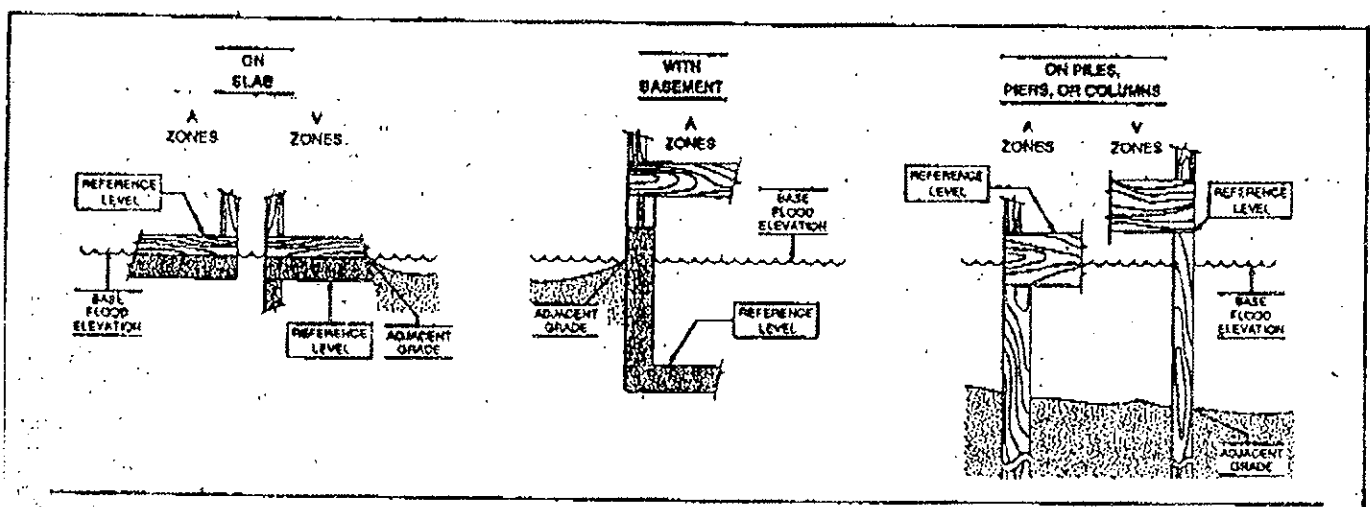 ON
SLAB
A
ZONES
V
ZONES
REFERENCE
LEVEL
BASE
FLOOD
ELEVATION
REFERENCE
LEVEL
ADJACENT
GRADE
WITH
BASEMENT
A
ZONES
BASE
FLOOD
ELEVATION
ADJACENT
GRADE
REFERENCE
LEVEL
ON PILES,
PIERS, OR COLUMNS
A
ZONES
V
ZONES
REFERENCE
LEVEL
REFERENCE
LEVEL
BASE
FLOOD
ELEVATION
ADJACENT
GRADE